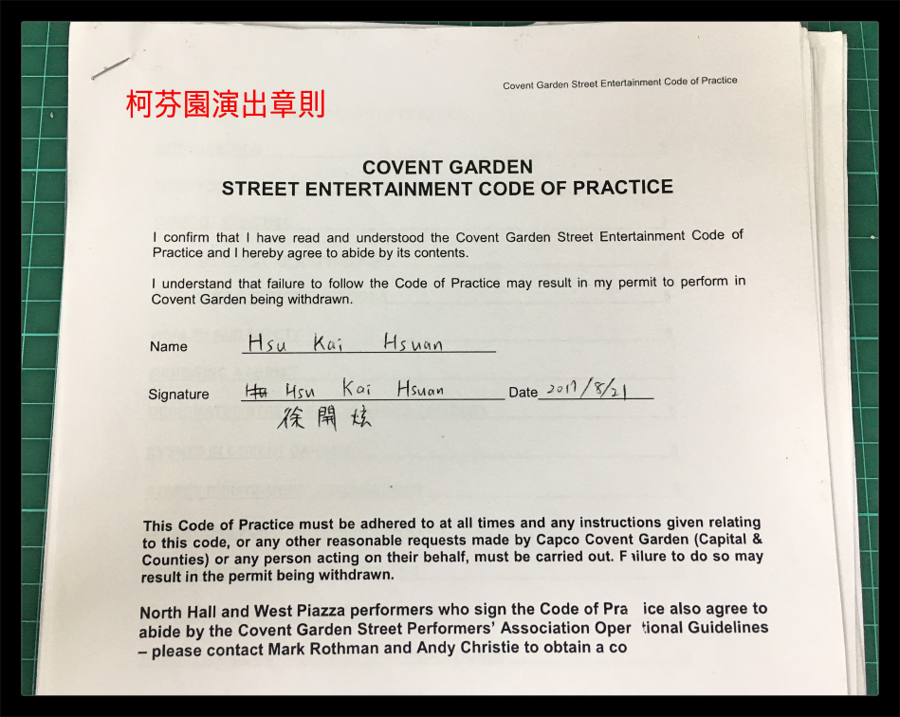 Covent Garden Street Entertainment Code of Practice
柯芬園演出章則
COVENT GARDEN
STREET ENTERTAINMENT CODE OF PRACTICE
I confirm that I have read and understood the Covent Garden Street Entertainment Code of
Practice and I hereby agree to abide by its contents.
I understand that failure to follow the Code of Practice may result in my permit to perform in
Covent Garden being withdrawn.
Name Hsu Kai Hsuan
Signature Hsu Kai Hsuan Date 2017/8/21
徐開炫
This Code of Practice must be adhered to at all times and any instructions given relating
to this code, or any other reasonable requests made by Capco Covent Garden (Capital &
Counties) or any person acting on their behalf, must be carried out. F ilure to do so may
result in the permit being withdrawn.
North Hall and West Piazza performers who sign the Code of Pra ice also agree to
abide by the Covent Garden Street Performers' Association Oper tional Guidelines
– please contact Mark Rothman and Andy Christie to obtain a co